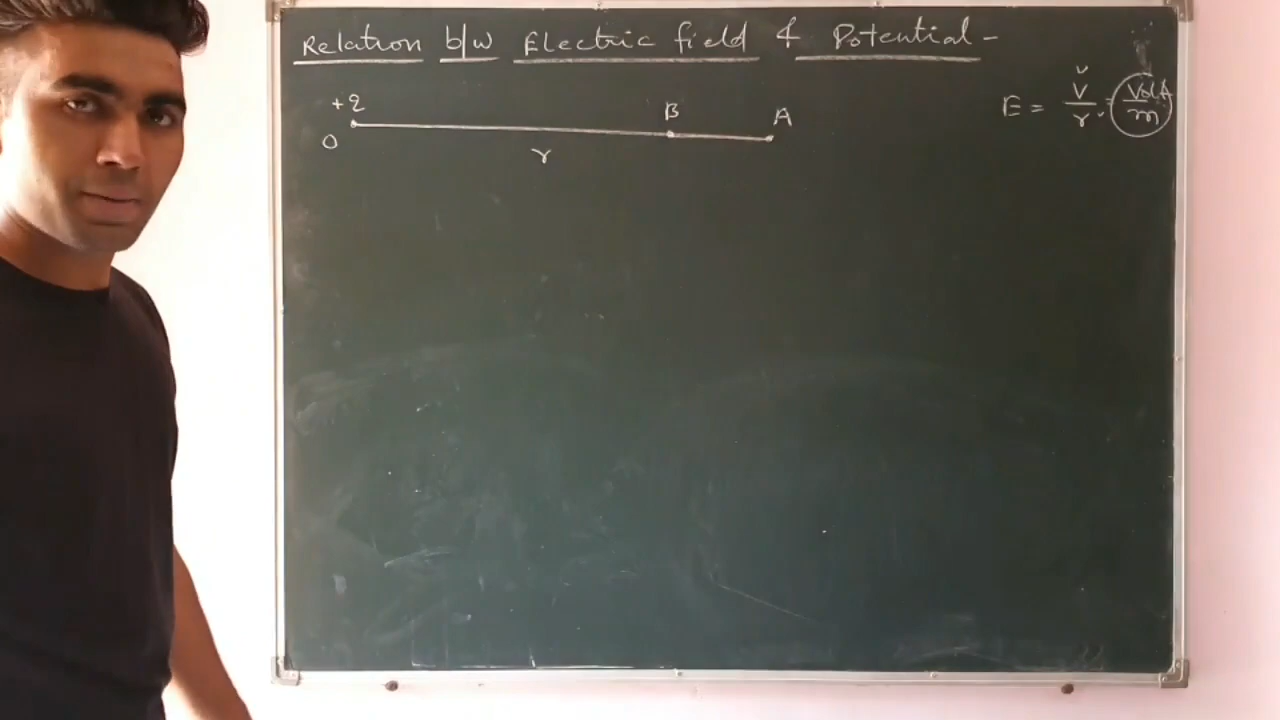 Relation b/w Electric field & Potential -
E = V/r = Volt/m
+q B A
O r